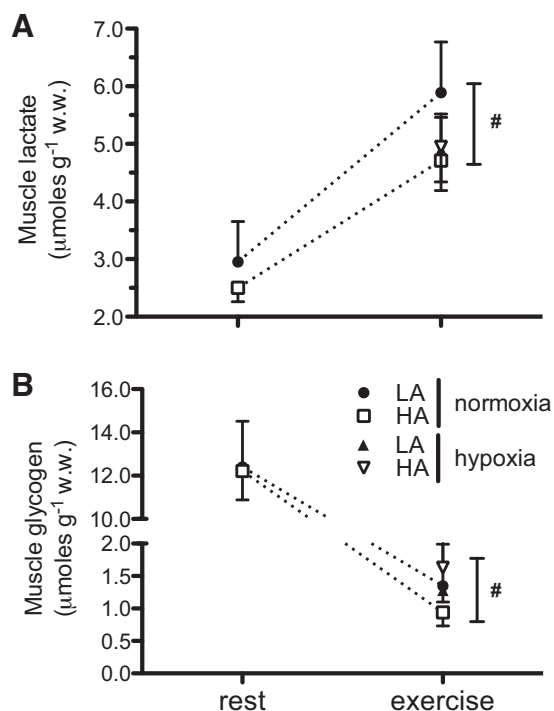 A
7.0
6.0
5.0
4.0
3.0
2.0
Muscle lactate
(μmoles g⁻¹ w.w.)
#
B
16.0
14.0
12.0
10.0
2.0
1.5
1.0
0.5
0.0
Muscle glycogen
(μmoles g⁻¹ w.w.)
LA
HA
normoxia
LA
HA
hypoxia
#
rest exercise